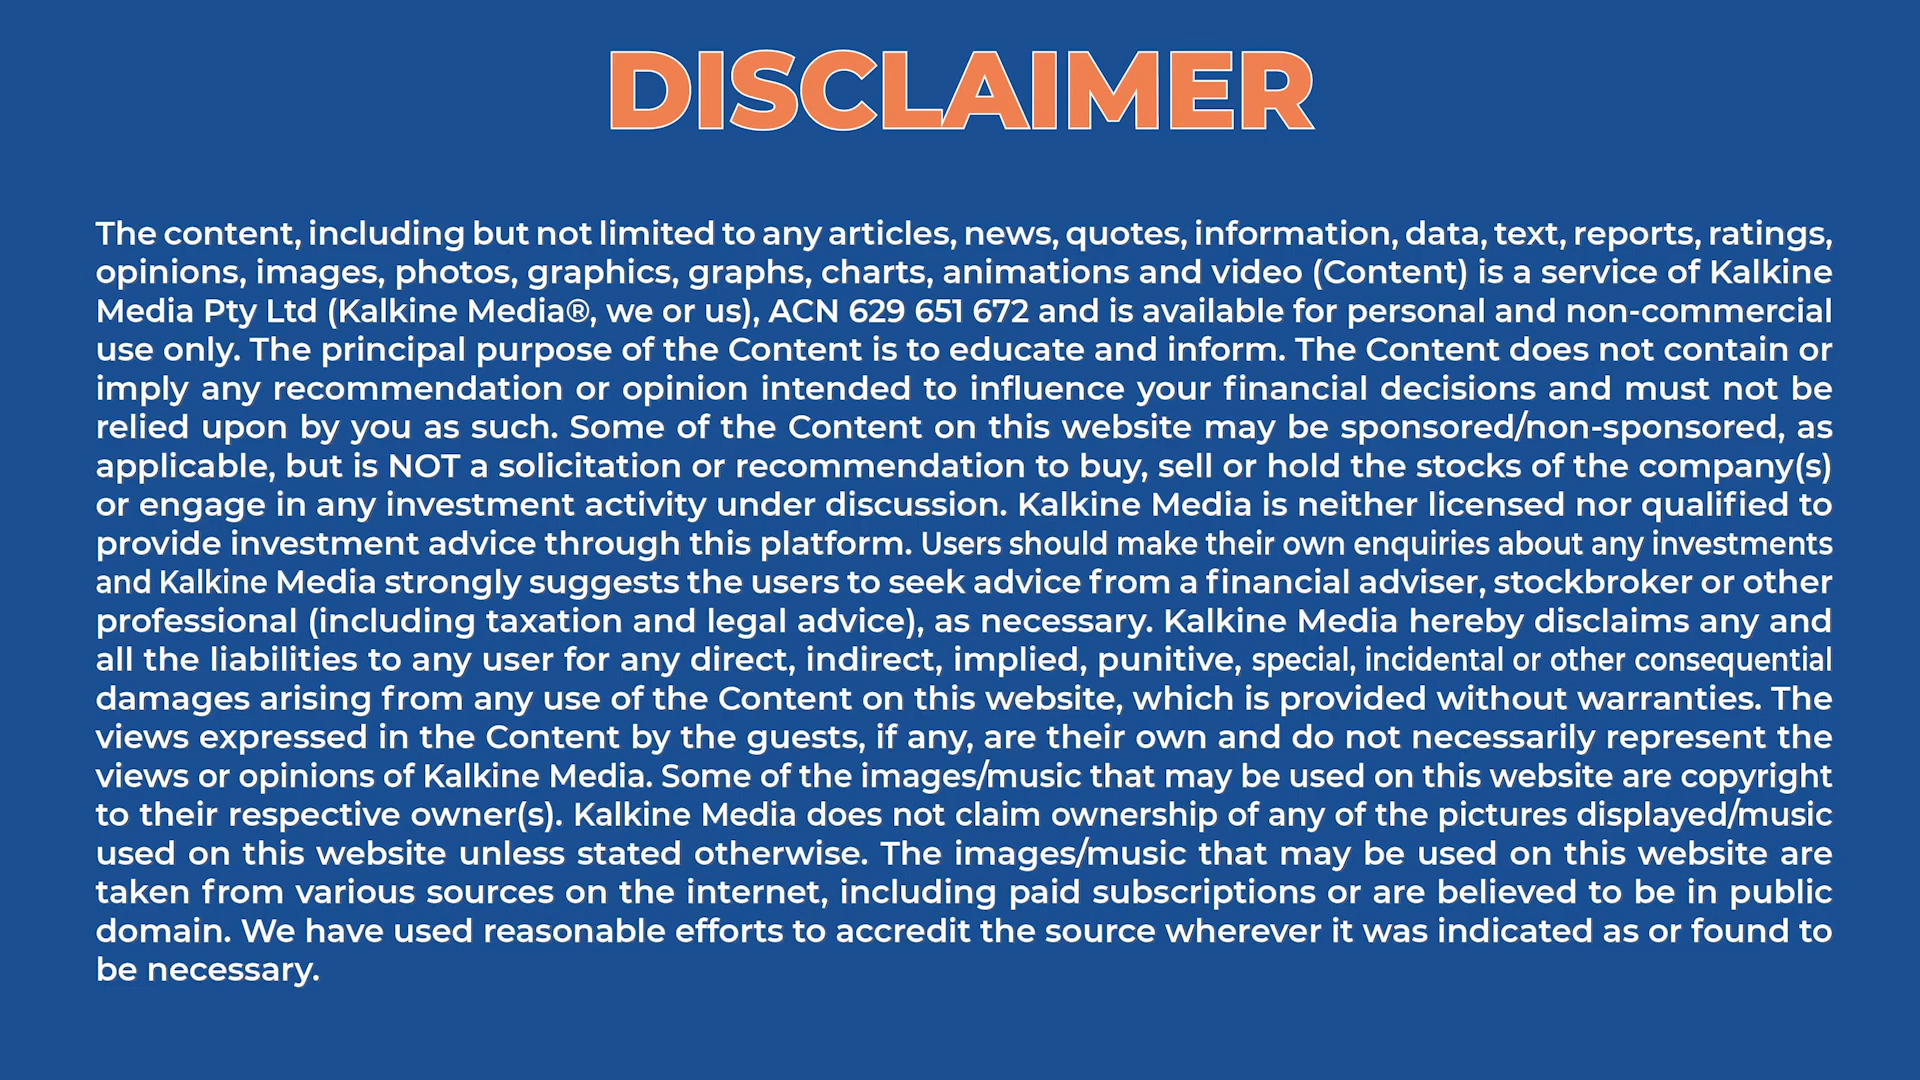 DISCLAIMER
The content, including but not limited to any articles, news, quotes, information, data, text, reports, ratings,
opinions, images, photos, graphics, graphs, charts, animations and video (Content) is a service of Kalkine
Media Pty Ltd (Kalkine Media®, we or us), ACN 629 651 672 and is available for personal and non-commercial
use only. The principal purpose of the Content is to educate and inform. The Content does not contain or
imply any recommendation or opinion intended to influence your financial decisions and must not be
relied upon by you as such. Some of the Content on this website may be sponsored/non-sponsored, as
applicable, but is NOT a solicitation or recommendation to buy, sell or hold the stocks of the company(s)
or engage in any investment activity under discussion. Kalkine Media is neither licensed nor qualified to
provide investment advice through this platform. Users should make their own enquiries about any investments
and Kalkine Media strongly suggests the users to seek advice from a financial adviser, stockbroker or other
professional (including taxation and legal advice), as necessary. Kalkine Media hereby disclaims any and
all the liabilities to any user for any direct, indirect, implied, punitive, special, incidental or other consequential
damages arising from any use of the Content on this website, which is provided without warranties. The
views expressed in the Content by the guests, if any, are their own and do not necessarily represent the
views or opinions of Kalkine Media. Some of the images/music that may be used on this website are copyright
to their respective owner(s). Kalkine Media does not claim ownership of any of the pictures displayed/music
used on this website unless stated otherwise. The images/music that may be used on this website are
taken from various sources on the internet, including paid subscriptions or are believed to be in public
domain. We have used reasonable efforts to accredit the source wherever it was indicated as or found to
be necessary.